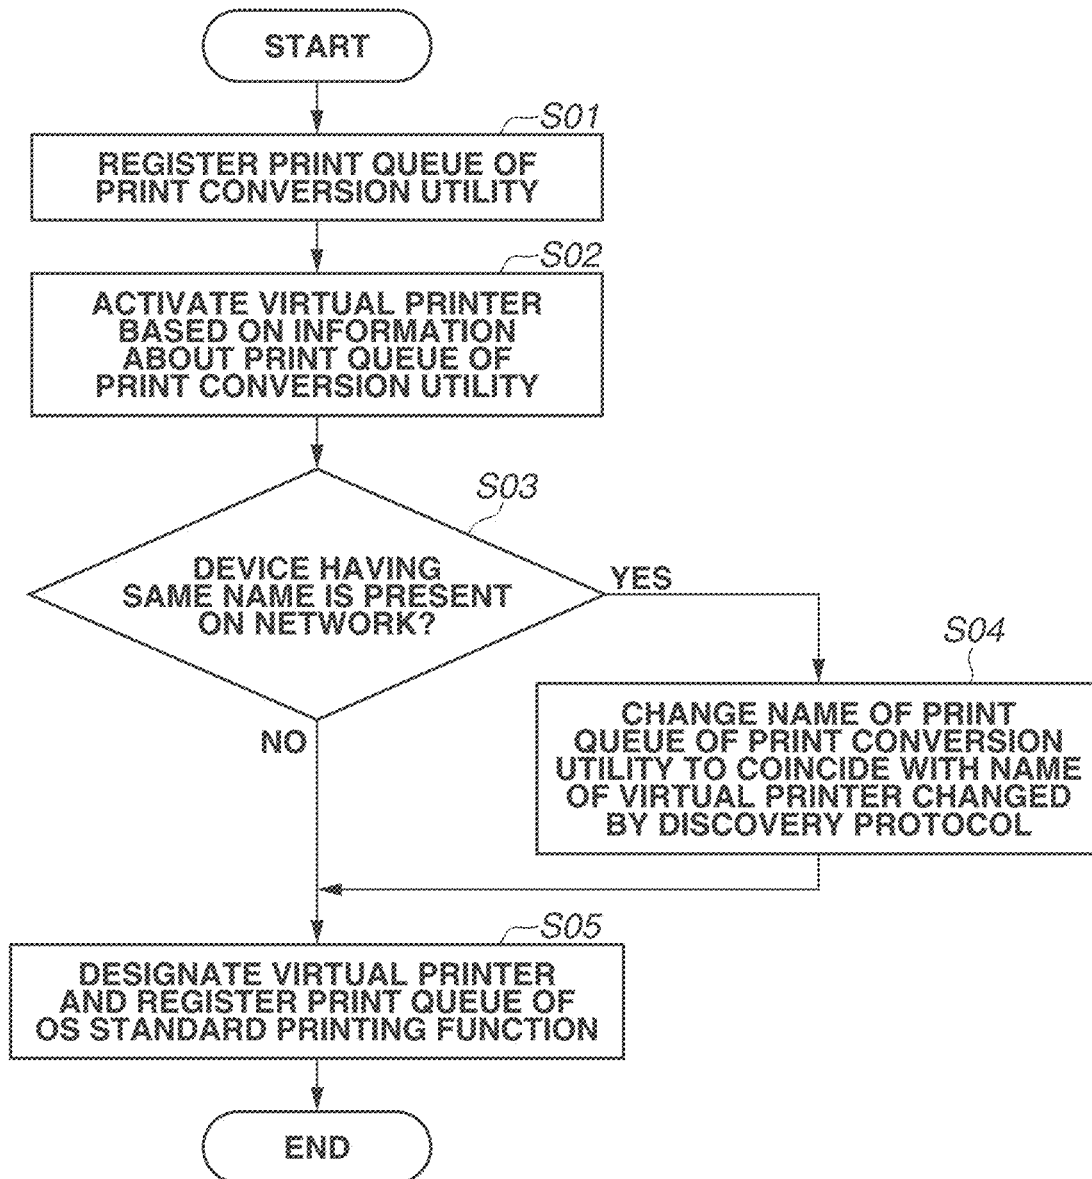 START
S01
REGISTER PRINT QUEUE OF
PRINT CONVERSION UTILITY
S02
ACTIVATE VIRTUAL PRINTER
BASED ON INFORMATION
ABOUT PRINT QUEUE OF
PRINT CONVERSION UTILITY
S03
DEVICE HAVING
SAME NAME IS PRESENT
ON NETWORK?
YES
NO
S04
CHANGE NAME OF PRINT
QUEUE OF PRINT CONVERSION
UTILITY TO COINCIDE WITH NAME
OF VIRTUAL PRINTER CHANGED
BY DISCOVERY PROTOCOL
S05
DESIGNATE VIRTUAL PRINTER
AND REGISTER PRINT QUEUE OF
OS STANDARD PRINTING FUNCTION
END